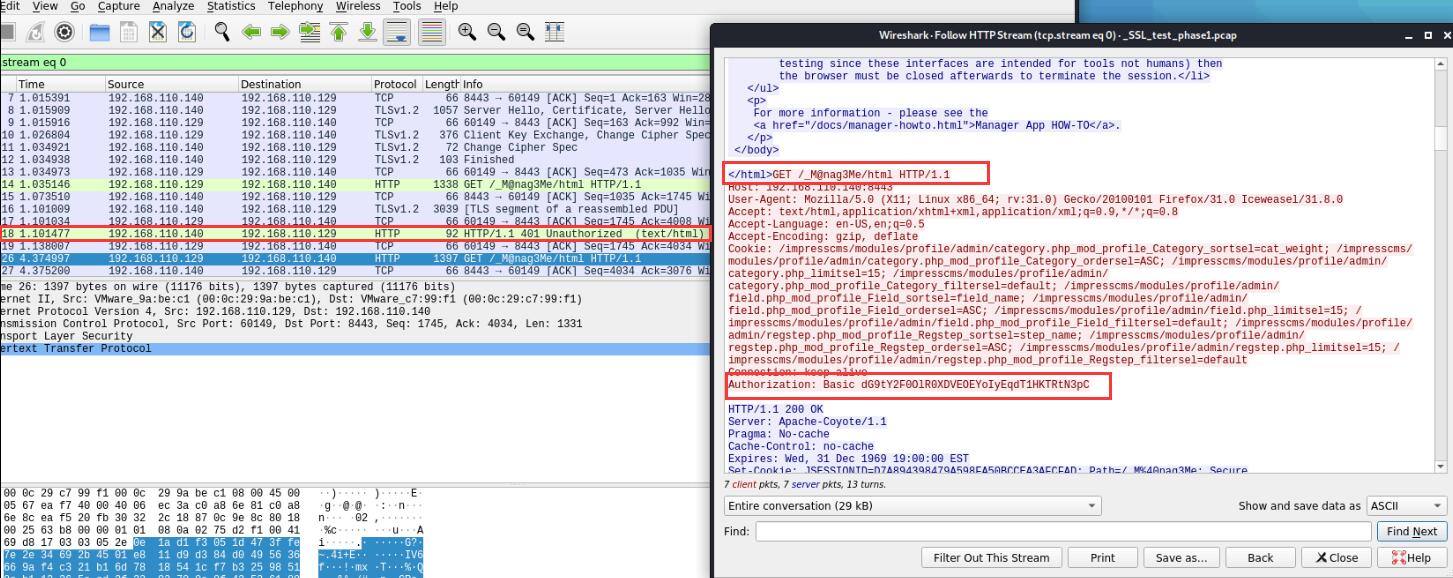 Edit View Go Capture Analyze Statistics Telephony Wireless Tools Help
stream eq 0
Time Source Destination Protocol Length Info
7 1.015391 192.168.110.140 192.168.110.129 TCP 66 8443 → 60149 [ACK] Seq=1 Ack=163 Win=28
8 1.015909 192.168.110.140 192.168.110.129 TLSv1.2 1057 Server Hello, Certificate, Server Hello
9 1.015916 192.168.110.129 192.168.110.140 TCP 66 60149 → 8443 [ACK] Seq=163 Ack=992 Win=
10 1.026804 192.168.110.129 192.168.110.140 TLSv1.2 376 Client Key Exchange, Change Cipher Spec
11 1.034921 192.168.110.140 192.168.110.129 TLSv1.2 72 Change Cipher Spec
12 1.034938 192.168.110.140 192.168.110.129 TLSv1.2 103 Finished
13 1.034973 192.168.110.129 192.168.110.140 TCP 66 60149 → 8443 [ACK] Seq=473 Ack=1035 Win
14 1.035146 192.168.110.129 192.168.110.140 HTTP 1338 GET /_M@nag3Me/html HTTP/1.1
15 1.073510 192.168.110.140 192.168.110.129 TCP 66 8443 → 60149 [ACK] Seq=1035 Ack=1745 Wi
16 1.101009 192.168.110.140 192.168.110.129 TLSv1.2 3039 [TLS segment of a reassembled PDU]
17 1.101034 192.168.110.129 192.168.110.140 TCP 66 60149 → 8443 [ACK] Seq=1745 Ack=4008 Wi
18 1.101477 192.168.110.140 192.168.110.129 HTTP 92 HTTP/1.1 401 Unauthorized (text/html)
19 1.138007 192.168.110.129 192.168.110.140 TCP 66 60149 → 8443 [ACK] Seq=1745 Ack=4034 Wi
26 4.374997 192.168.110.129 192.168.110.140 HTTP 1397 GET /_M@nag3Me/html HTTP/1.1
27 4.375200 192.168.110.140 192.168.110.129 TCP 66 8443 → 60149 [ACK] Seq=4034 Ack=3076 Wi
me 26: 1397 bytes on wire (11176 bits), 1397 bytes captured (11176 bits)
ernet II, Src: VMware_9a:be:c1 (00:0c:29:9a:be:c1), Dst: VMware_c7:99:f1 (00:0c:29:c7:99:f1)
ernet Protocol Version 4, Src: 192.168.110.129, Dst: 192.168.110.140
nsmission Control Protocol, Src Port: 60149, Dst Port: 8443, Seq: 1745, Ack: 4034, Len: 1331
nsport Layer Security
ertext Transfer Protocol
00 0c 29 c7 99 f1 00 0c 29 9a be c1 08 00 45 00 ··)····· )·····E·
05 67 ea f7 40 00 40 06 ec 3a c0 a8 6e 81 c0 a8 ·g··@·@· ·:··n···
6e 8c ea f5 20 fb 30 32 2c 18 87 0c 9e 8c 80 18 n··· ·02 ,·······
00 25 63 b8 00 00 01 01 08 0a 02 75 d2 f1 00 41 ·%c····· ···u···A
69 d8 17 03 03 05 2e 0e 1a d1 f3 05 1d 47 3f fe i·····.· ·····G?·
7e 2e 34 69 2b 45 01 e8 11 d9 d3 84 d0 49 56 36 ~.4i+E·· ·····IV6
66 9a f4 c3 21 b1 6d 78 18 54 1c f7 b3 25 98 51 f···!·mx ·T···%·Q
Wireshark · Follow HTTP Stream (tcp.stream eq 0) · _SSL_test_phase1.pcap
testing since these interfaces are intended for tools not humans) then
the browser must be closed afterwards to terminate the session.</li>
</ul>
<p>
For more information - please see the
<a href="/docs/manager-howto.html">Manager App HOW-TO</a>.
</p>
</body>
</html>GET /_M@nag3Me/html HTTP/1.1
Host: 192.168.110.140:8443
User-Agent: Mozilla/5.0 (X11; Linux x86_64; rv:31.0) Gecko/20100101 Firefox/31.0 Iceweasel/31.8.0
Accept: text/html,application/xhtml+xml,application/xml;q=0.9,*/*;q=0.8
Accept-Language: en-US,en;q=0.5
Accept-Encoding: gzip, deflate
Cookie: /impresscms/modules/profile/admin/category.php_mod_profile_Category_sortsel=cat_weight; /impresscms/
modules/profile/admin/category.php_mod_profile_Category_ordersel=ASC; /impresscms/modules/profile/admin/
category.php_limitsel=15; /impresscms/modules/profile/admin/
category.php_mod_profile_Category_filtersel=default; /impresscms/modules/profile/admin/
field.php_mod_profile_Field_sortsel=field_name; /impresscms/modules/profile/admin/
field.php_mod_profile_Field_ordersel=ASC; /impresscms/modules/profile/admin/field.php_limitsel=15; /
impresscms/modules/profile/admin/field.php_mod_profile_Field_filtersel=default; /impresscms/modules/profile/
admin/regstep.php_mod_profile_Regstep_sortsel=step_name; /impresscms/modules/profile/admin/
regstep.php_mod_profile_Regstep_ordersel=ASC; /impresscms/modules/profile/admin/regstep.php_limitsel=15; /
impresscms/modules/profile/admin/regstep.php_mod_profile_Regstep_filtersel=default
Connection: keep-alive
Authorization: Basic dG9tY2F0OlR0XDVEOEYoIyEqdT1HKTRtN3pC
HTTP/1.1 200 OK
Server: Apache-Coyote/1.1
Pragma: No-cache
Cache-Control: no-cache
Expires: Wed, 31 Dec 1969 19:00:00 EST
Set-Cookie: JSESSIONID=D7A894398479A598FA50BCCEA3AFCFAD; Path=/_M%40nag3Me; Secure
7 client pkts, 7 server pkts, 13 turns.
Entire conversation (29 kB) Show and save data as ASCII
Find: Find Next
Filter Out This Stream Print Save as... Back Close Help